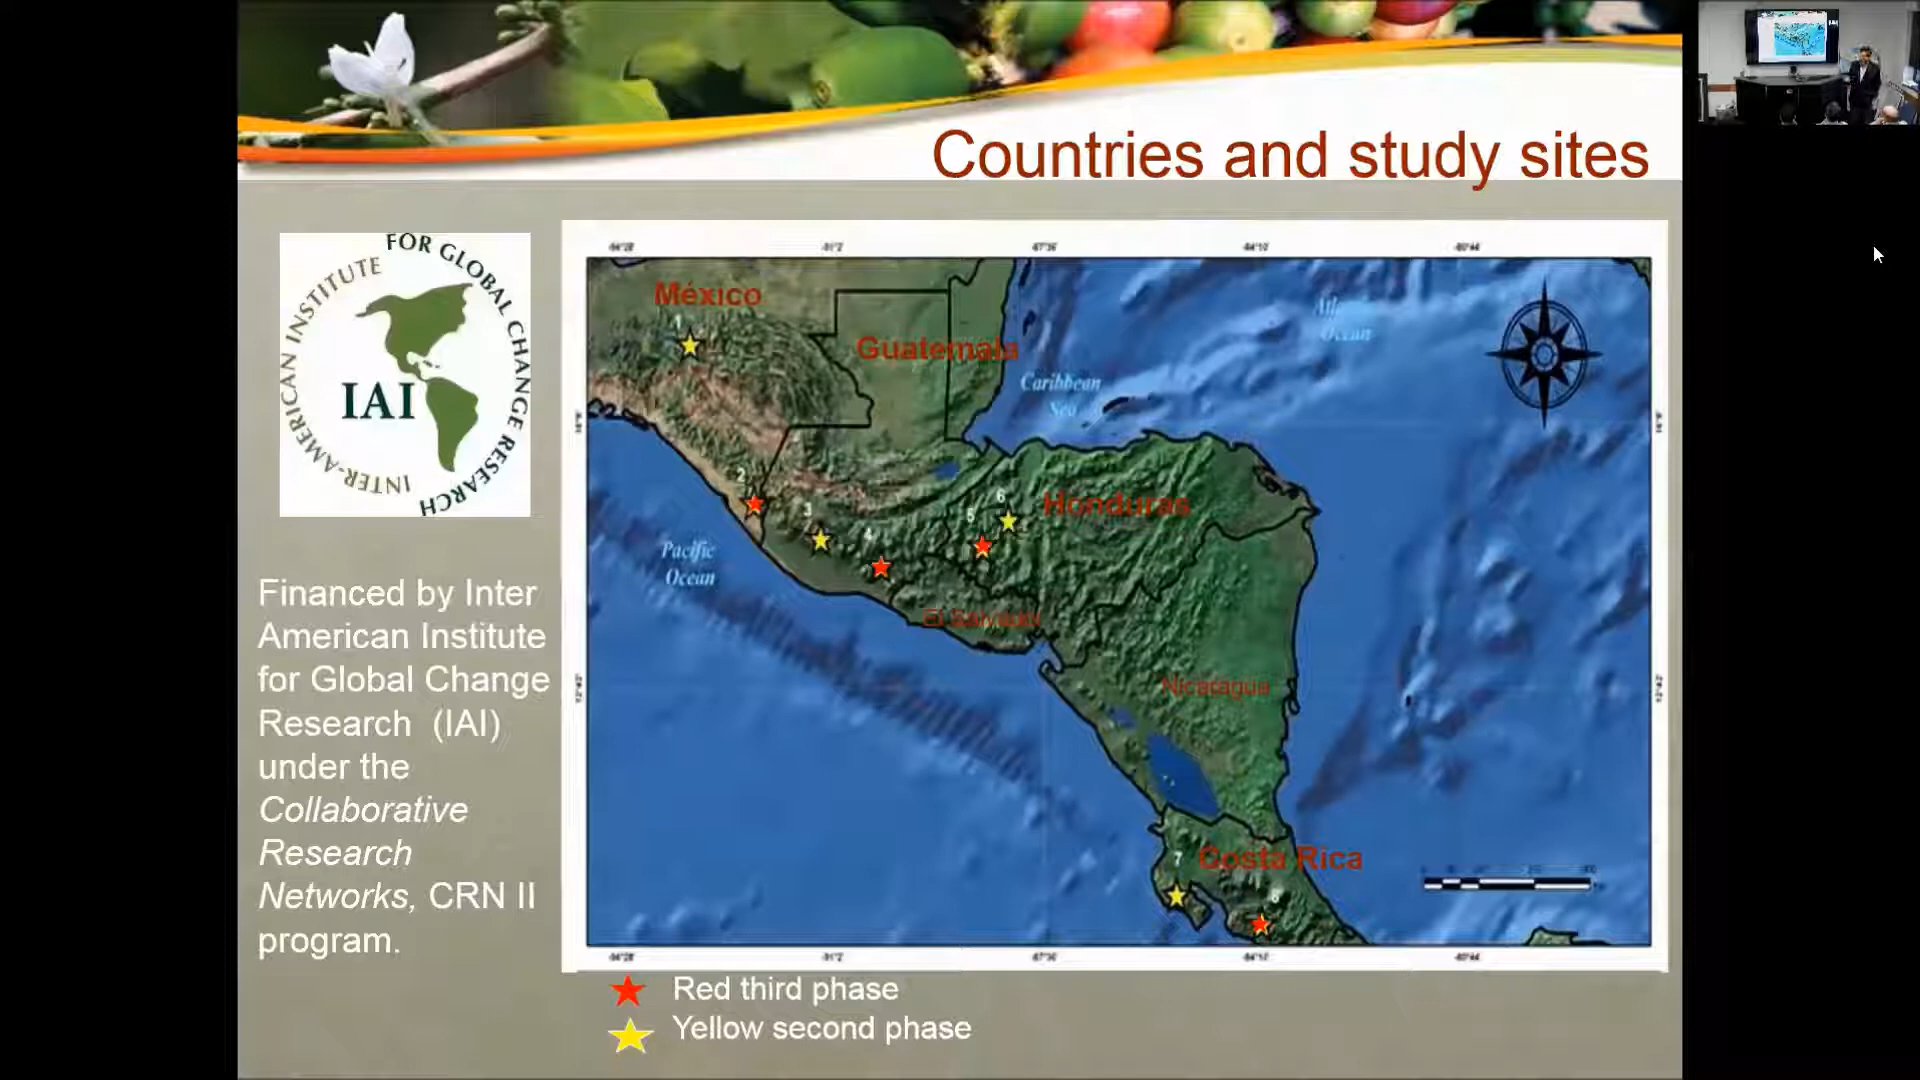 Countries and study sites
INTER-AMERICAN INSTITUTE
FOR GLOBAL CHANGE RESEARCH
IAI
Financed by Inter
American Institute
for Global Change
Research (IAI)
under the
Collaborative
Research
Networks, CRN II
program.
México
1
Guatemala
Caribbean
Sea
Ocean
2
3
4
5
6
Honduras
Pacific
Ocean
El Salvador
Nicaragua
7
Costa Rica
8
Red third phase
Yellow second phase